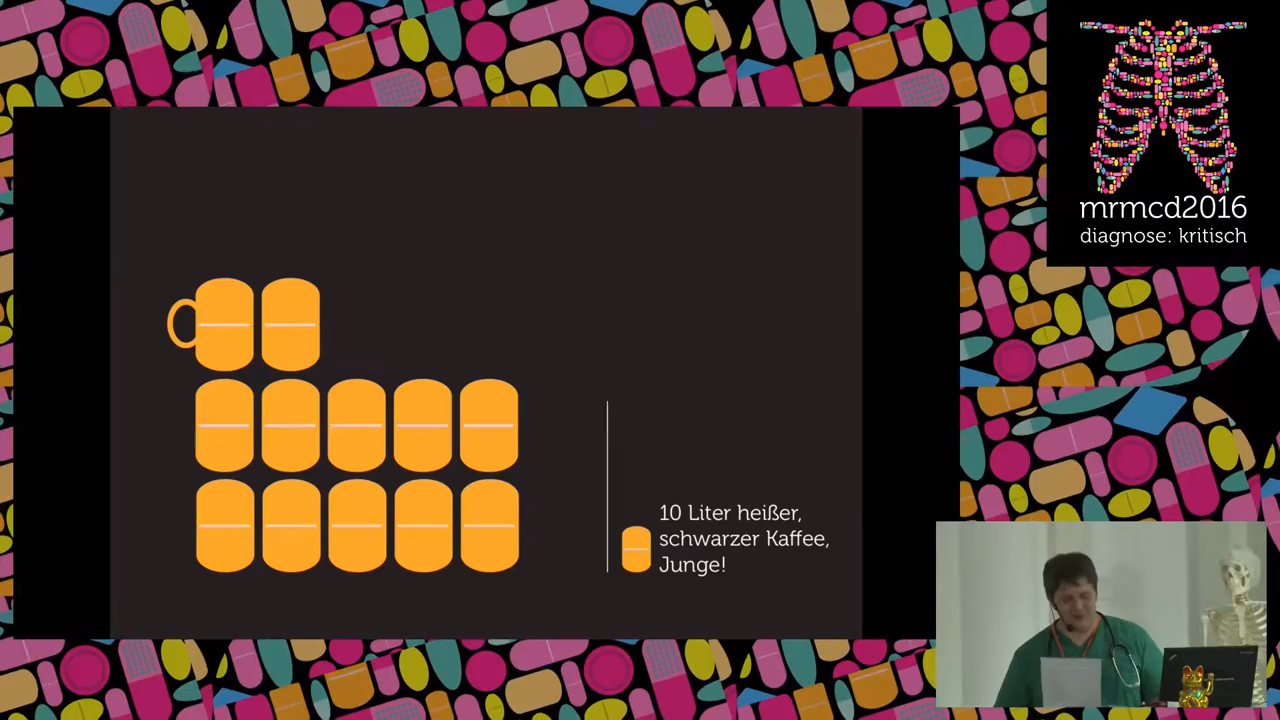 mrmcd2016
diagnose: kritisch
10 Liter heißer,
schwarzer Kaffee,
Junge!